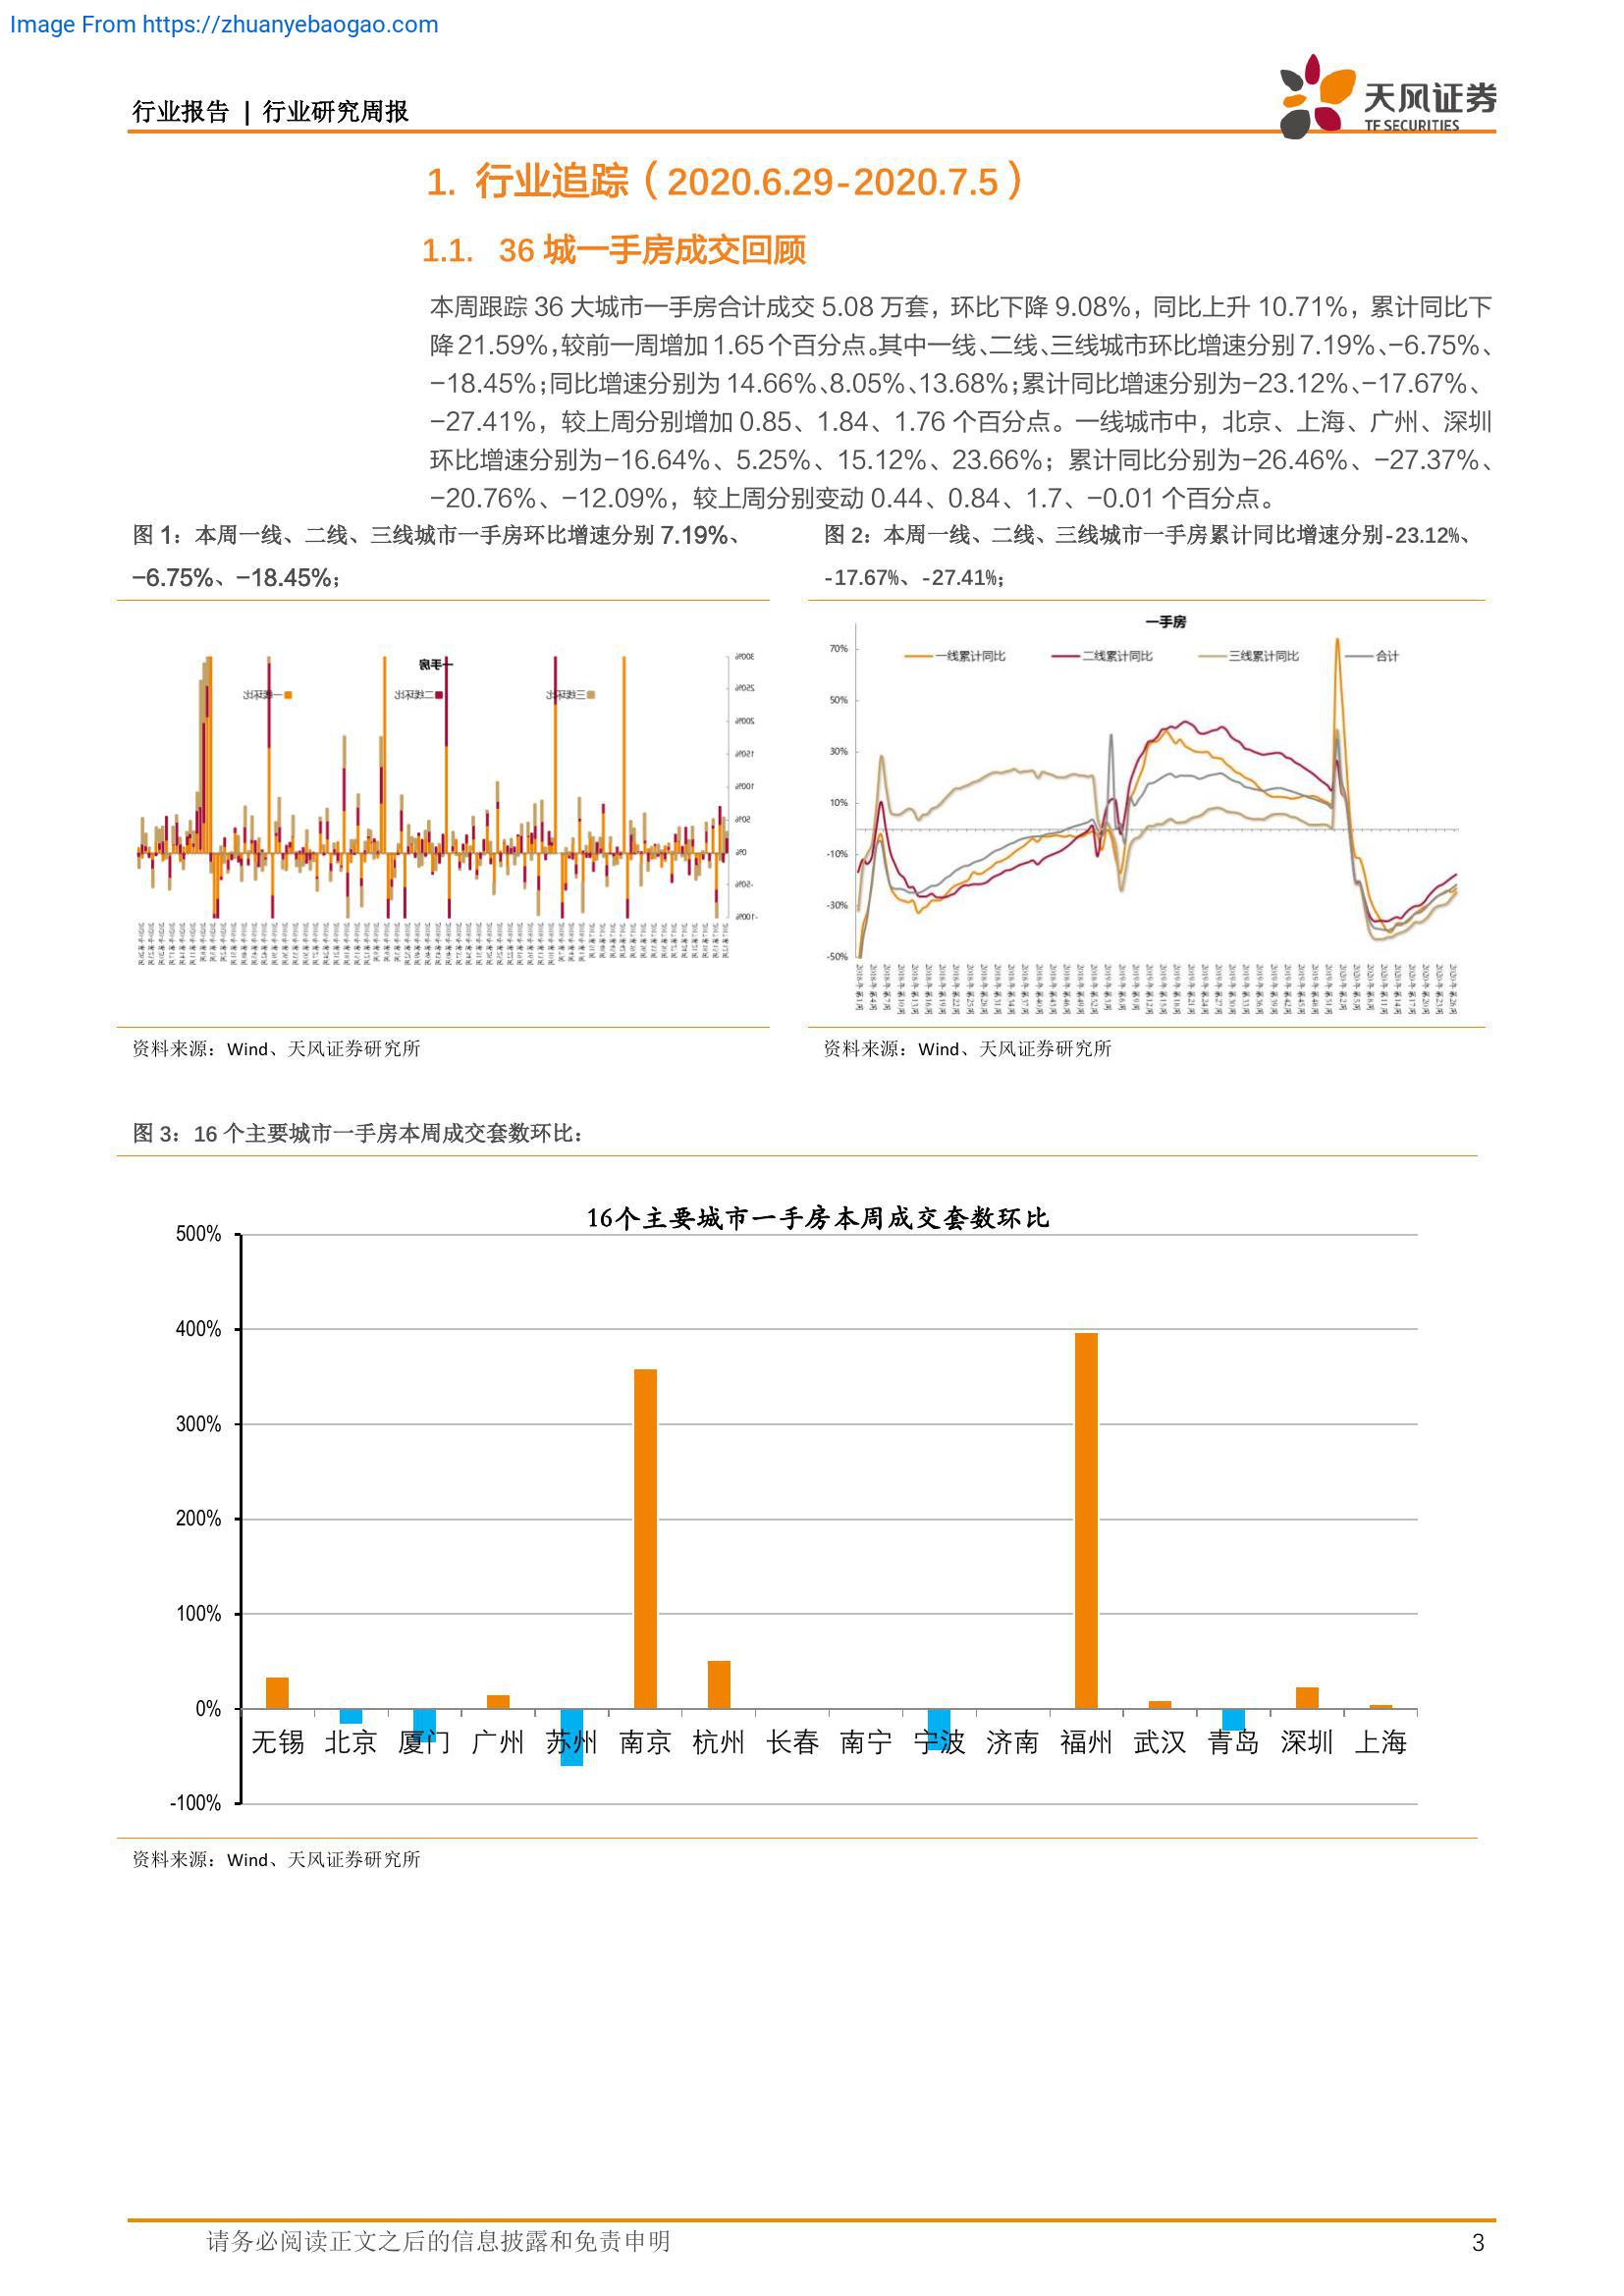 Image From https://zhuanyebaogao.com
行业报告 | 行业研究周报
天风证券
TF SECURITIES
1. 行业追踪（2020.6.29-2020.7.5）
1.1. 36 城一手房成交回顾
本周跟踪 36 大城市一手房合计成交 5.08 万套，环比下降 9.08%，同比上升 10.71%，累计同比下
降 21.59%，较前一周增加 1.65 个百分点。其中一线、二线、三线城市环比增速分别 7.19%、-6.75%、
-18.45%；同比增速分别为 14.66%、8.05%、13.68%；累计同比增速分别为-23.12%、-17.67%、
-27.41%，较上周分别增加 0.85、1.84、1.76 个百分点。一线城市中，北京、上海、广州、深圳
环比增速分别为-16.64%、5.25%、15.12%、23.66%；累计同比分别为-26.46%、-27.37%、
-20.76%、-12.09%，较上周分别变动 0.44、0.84、1.7、-0.01 个百分点。
图 1：本周一线、二线、三线城市一手房环比增速分别 7.19%、
-6.75%、-18.45%；
一手房
一线环比 二线环比 三线环比
300%
250%
200%
150%
100%
50%
0%
-50%
-100%
资料来源：Wind、天风证券研究所
图 2：本周一线、二线、三线城市一手房累计同比增速分别-23.12%、
-17.67%、-27.41%；
一手房
一线累计同比 二线累计同比 三线累计同比 合计
70%
50%
30%
10%
-10%
-30%
-50%
资料来源：Wind、天风证券研究所
图 3：16 个主要城市一手房本周成交套数环比：
16个主要城市一手房本周成交套数环比
500%
400%
300%
200%
100%
0%
-100%
无锡 北京 厦门 广州 苏州 南京 杭州 长春 南宁 宁波 济南 福州 武汉 青岛 深圳 上海
资料来源：Wind、天风证券研究所
请务必阅读正文之后的信息披露和免责申明
3